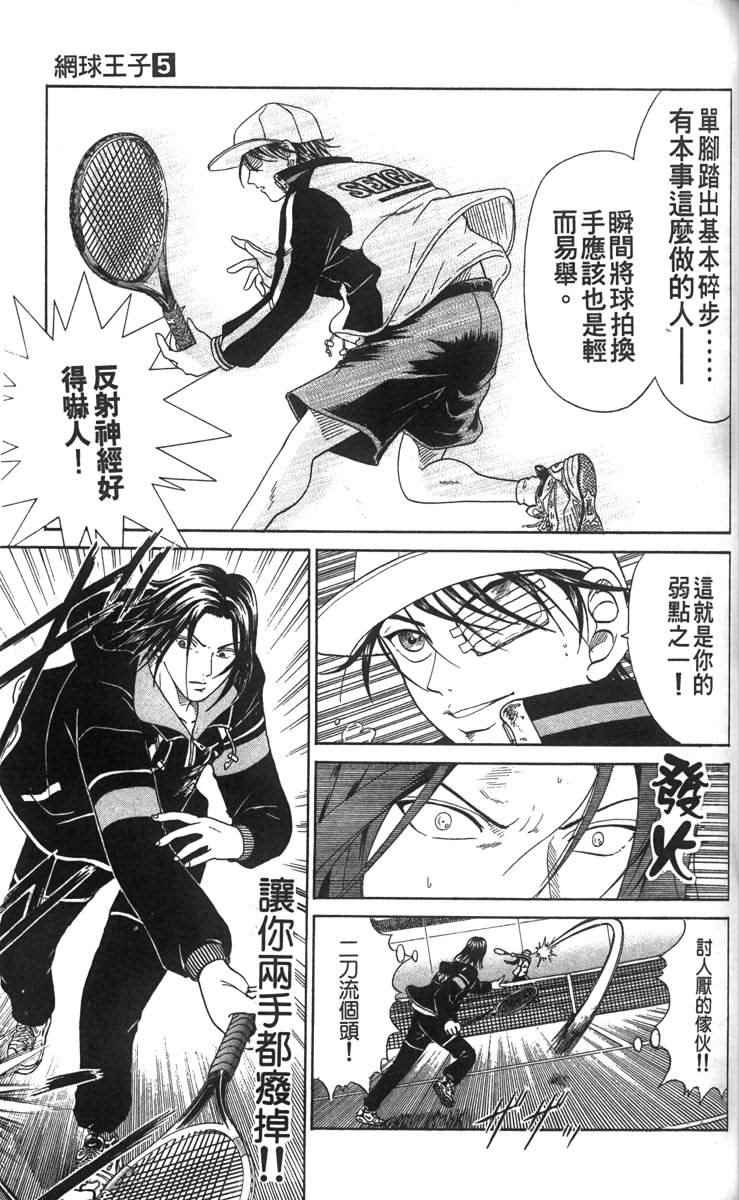 網球王子5
單腳踏出基本碎步……
有本事這麼做的人——
瞬間將球拍換
手應該也是輕
而易舉。
SEIGA
反射神經好
得嚇人！
這就是你的
弱點之一！
發火
討人厭的傢伙!!
二刀流個頭！
讓你兩手都癈掉!!